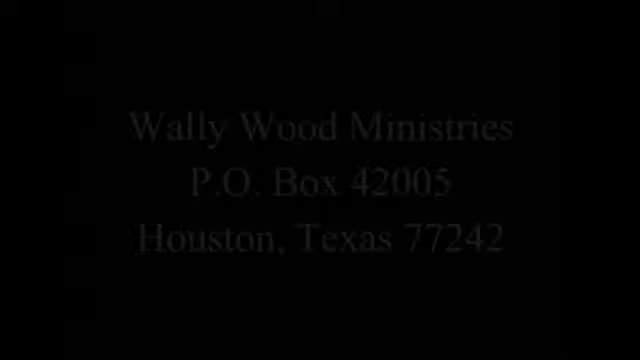 Wally Wood Ministries
P.O. Box 42005
Houston, Texas 77242